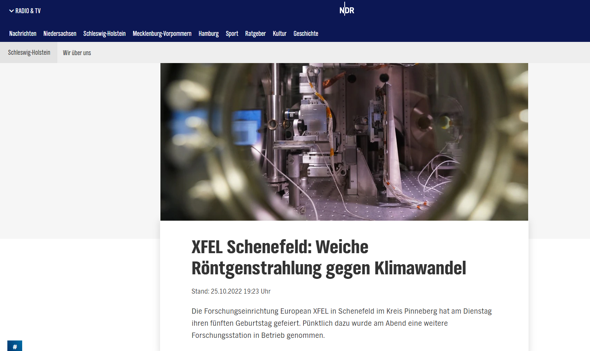 RADIO & TV
NDR
Nachrichten Niedersachsen Schleswig-Holstein Mecklenburg-Vorpommern Hamburg Sport Ratgeber Kultur Geschichte
Schleswig-Holstein Wir über uns
XFEL Schenefeld: Weiche
Röntgenstrahlung gegen Klimawandel
Stand: 25.10.2022 19:23 Uhr
Die Forschungseinrichtung European XFEL in Schenefeld im Kreis Pinneberg hat am Dienstag
ihren fünften Geburtstag gefeiert. Pünktlich dazu wurde am Abend eine weitere
Forschungsstation in Betrieb genommen.
#